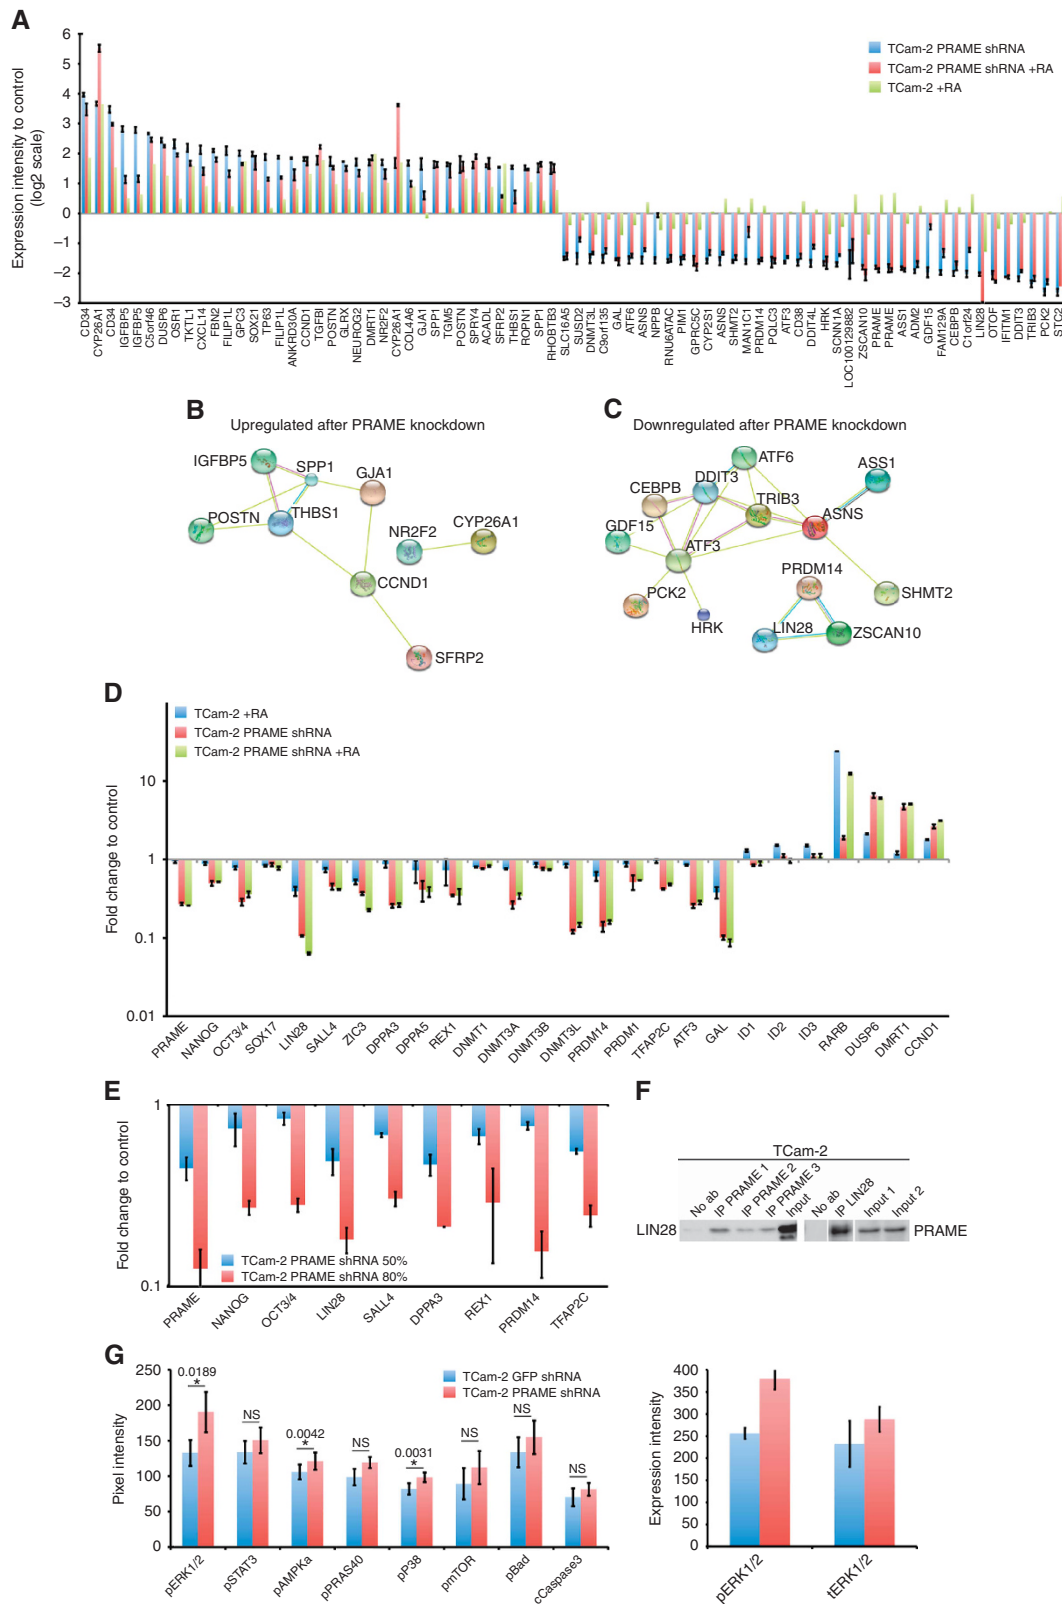 A
Expression intensity to control
(log2 scale)
6
5
4
3
2
1
0
−1
−2
−3
TCam-2 PRAME shRNA
TCam-2 PRAME shRNA +RA
TCam-2 +RA
CD34
CYP26A1
CD34
IGFBP5
IGFBP5
C5orf46
DUSP6
OSR1
TKTL1
CXCL14
FBN2
FILIP1L
GPC3
SOX21
TP63
FILIP1L
ANKRD30A
CCND1
TGFBI
POSTN
GLRX
NEUROG2
DMRT1
NR2F2
CYP26A1
COL4A6
GJA1
SPP1
TGM5
POSTN
SPRY4
ACADL
SFRP2
THBS1
ROPN1
SPP1
RHOBTB3
SLC16A5
SUSD2
DNMT3L
C9orf135
GAL
ATF6
ASNS
NPPB
RNU6ATAC
PIM1
GPRC5C
CYP2S1
ASNS
SHMT2
MAN1C1
PRDM14
PQLC3
ATF3
CD38
DDIT4L
HRK
SCNN1A
LOC100129882
ZSCAN10
PRAME
PRAME
ASS1
ADM2
GDF15
FAM129A
CEBPB
C1orf24
LIN28
OTOF
IFITM1
DDIT3
TRIB3
PCK2
STC2
B
Upregulated after PRAME knockdown
IGFBP5
SPP1
GJA1
POSTN
THBS1
NR2F2
CYP26A1
CCND1
SFRP2
C
Downregulated after PRAME knockdown
ATF6
ASS1
DDIT3
CEBPB
TRIB3
ASNS
GDF15
ATF3
PRDM14
PCK2
SHMT2
HRK
LIN28
ZSCAN10
D
TCam-2 +RA
TCam-2 PRAME shRNA
TCam-2 PRAME shRNA +RA
Fold change to control
10
1
0.1
0.01
PRAME
NANOG
OCT3/4
SOX17
LIN28
SALL4
ZIC3
DPPA3
DPPA5
REX1
DNMT1
DNMT3A
DNMT3B
DNMT3L
PRDM14
PRDM1
TFAP2C
ATF3
GAL
ID1
ID2
ID3
RARB
DUSP6
DMRT1
CCND1
E
Fold change to control
1
0.1
TCam-2 PRAME shRNA 50%
TCam-2 PRAME shRNA 80%
PRAME
NANOG
OCT3/4
LIN28
SALL4
DPPA3
REX1
PRDM14
TFAP2C
F
TCam-2
No ab
IP PRAME 1
IP PRAME 2
IP PRAME 3
Input
No ab
IP LIN28
Input 1
Input 2
LIN28
PRAME
G
Pixel intensity
250
200
150
100
50
0
TCam-2 GFP shRNA
TCam-2 PRAME shRNA
0.0189
*
NS
0.0042
*
NS
0.0031
*
NS
NS
NS
pERK1/2
pSTAT3
pAMPKa
pPRAS40
pP38
pmTOR
pBad
cCaspase3
Expression intensity
400
350
300
250
200
150
100
50
0
pERK1/2
tERK1/2